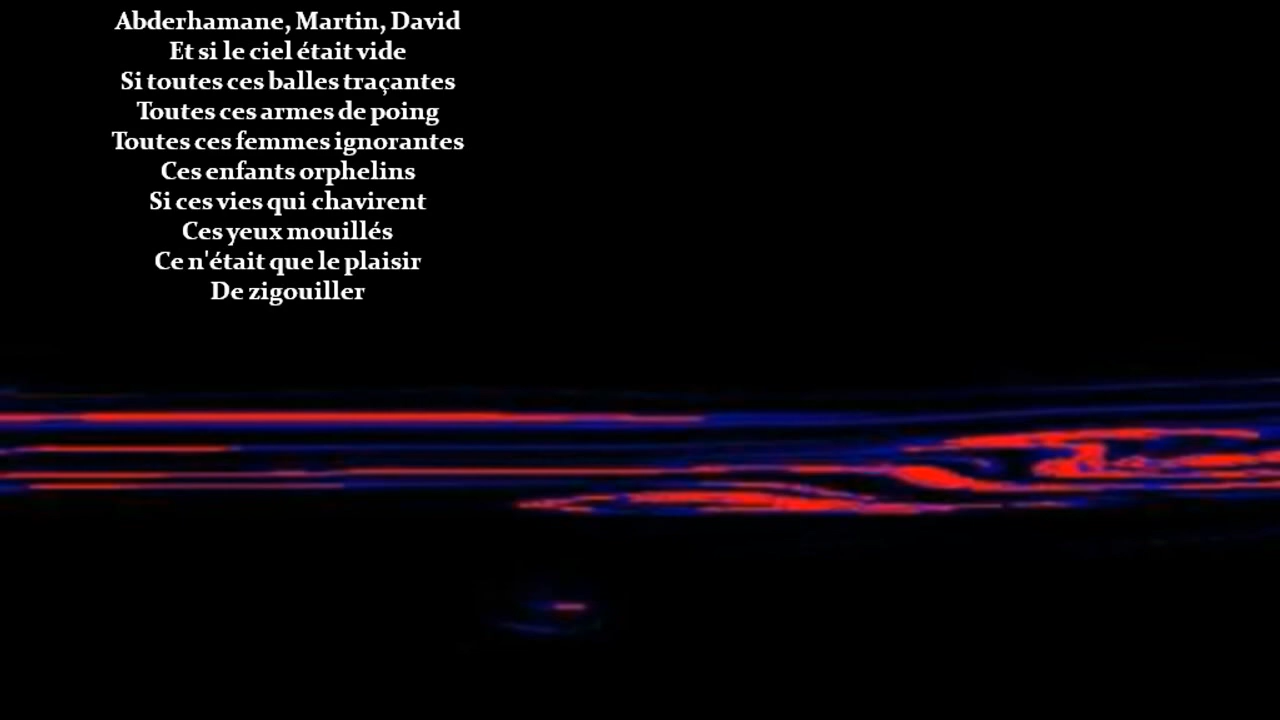 Abderhamane, Martin, David
Et si le ciel était vide
Si toutes ces balles traçantes
Toutes ces armes de poing
Toutes ces femmes ignorantes
Ces enfants orphelins
Si ces vies qui chavirent
Ces yeux mouillés
Ce n'était que le plaisir
De zigouiller